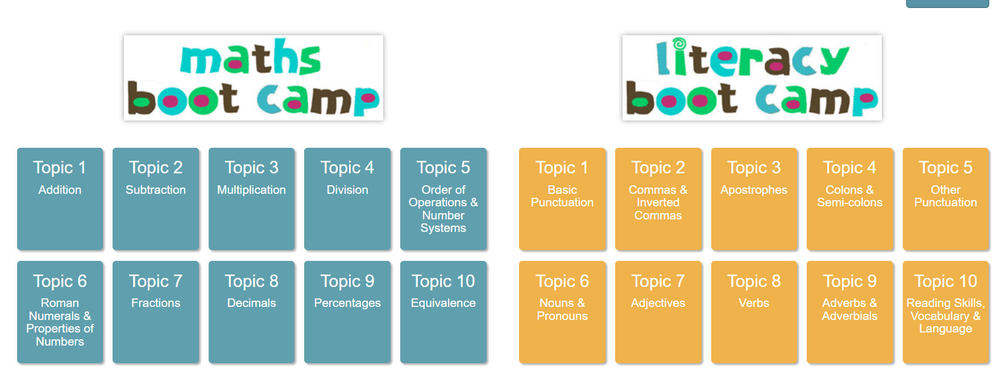 maths
boot camp
literacy
boot camp
Topic 1
Addition
Topic 2
Subtraction
Topic 3
Multiplication
Topic 4
Division
Topic 5
Order of
Operations &
Number
Systems
Topic 6
Roman
Numerals &
Properties of
Numbers
Topic 7
Fractions
Topic 8
Decimals
Topic 9
Percentages
Topic 10
Equivalence
Topic 1
Basic
Punctuation
Topic 2
Commas &
Inverted
Commas
Topic 3
Apostrophes
Topic 4
Colons &
Semi-colons
Topic 5
Other
Punctuation
Topic 6
Nouns &
Pronouns
Topic 7
Adjectives
Topic 8
Verbs
Topic 9
Adverbs &
Adverbials
Topic 10
Reading Skills,
Vocabulary &
Language